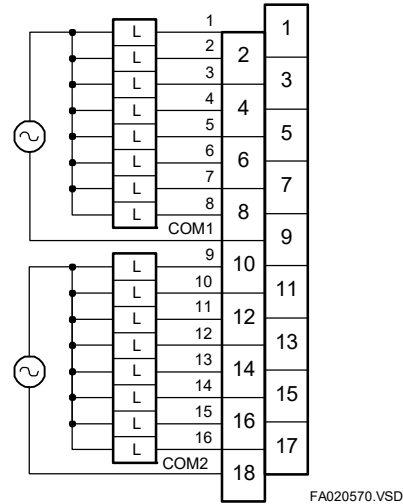 L 1 1
L 2 2
L 3 3
L 4 4
L 5 5
L 6 6
L 7 7
L 8 8
COM1 9
L 9 10
L 10 11
L 11 12
L 12 13
L 13 14
L 14 15
L 15 16
L 16 17
COM2 18
FA020570.VSD